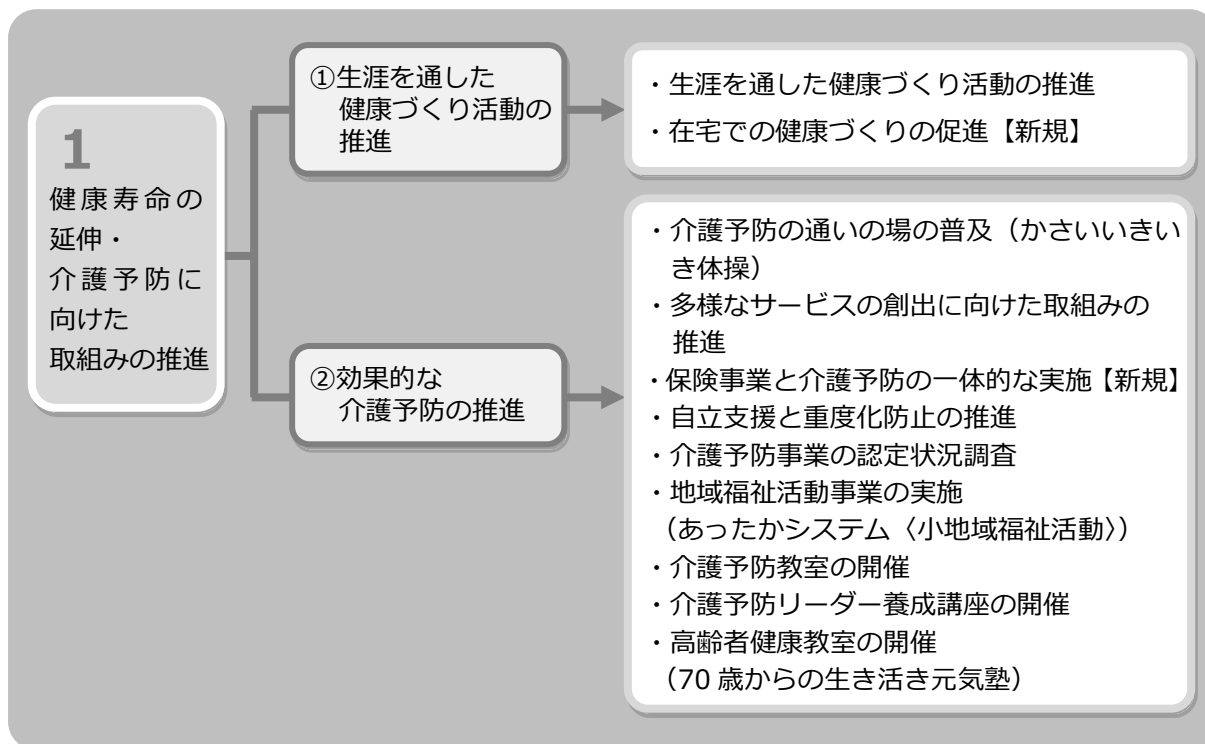 1
健康寿命の
延伸・
介護予防に
向けた
取組みの推進
①生涯を通した
健康づくり活動の
推進
・生涯を通した健康づくり活動の推進
・在宅での健康づくりの促進【新規】
②効果的な
介護予防の推進
・介護予防の通いの場の普及（かさいいきい
き体操）
・多様なサービスの創出に向けた取組みの
推進
・保険事業と介護予防の一体的な実施【新規】
・自立支援と重度化防止の推進
・介護予防事業の認定状況調査
・地域福祉活動事業の実施
（あったかシステム〈小地域福祉活動〉）
・介護予防教室の開催
・介護予防リーダー養成講座の開催
・高齢者健康教室の開催
（70 歳からの生き活き元気塾）